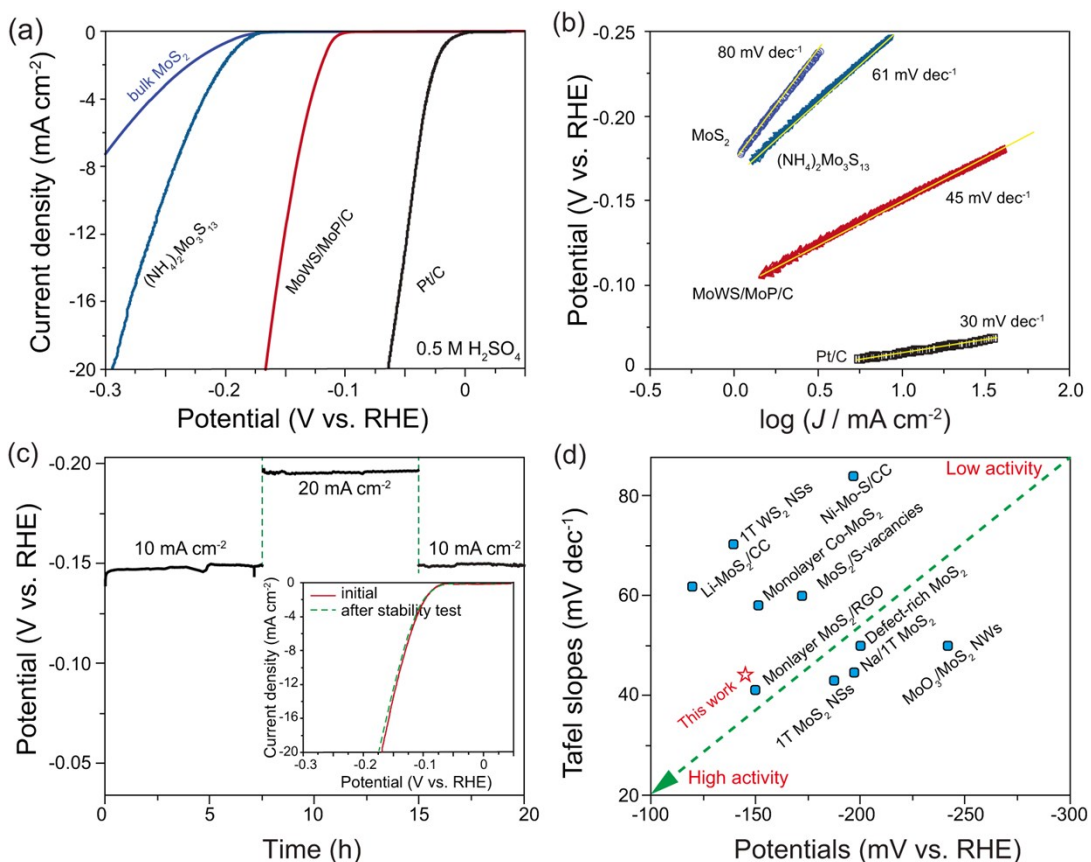 (a)
0
-4
-8
-12
-16
-20
Current density (mA cm⁻²)
bulk MoS₂
(NH₄)₂Mo₃S₁₃
MoWS/MoP/C
Pt/C
0.5 M H₂SO₄
-0.3
-0.2
-0.1
0
Potential (V vs. RHE)
(b)
-0.25
-0.20
-0.15
-0.10
0
Potential (V vs. RHE)
80 mV dec⁻¹
61 mV dec⁻¹
MoS₂
(NH₄)₂Mo₃S₁₃
45 mV dec⁻¹
MoWS/MoP/C
30 mV dec⁻¹
Pt/C
-0.5
0.0
0.5
1.0
1.5
2.0
log (J / mA cm⁻²)
(c)
-0.20
-0.15
-0.10
-0.05
Potential (V vs. RHE)
20 mA cm⁻²
10 mA cm⁻²
10 mA cm⁻²
0
-4
-8
-12
-16
-20
Current density (mA cm⁻²)
initial
after stability test
-0.3
-0.2
-0.1
0
Potential (V vs. RHE)
0
5
10
15
20
Time (h)
(d)
80
60
40
20
Tafel slopes (mV dec⁻¹)
Low activity
Ni-Mo-S/CC
1T WS₂ NSs
Li-MoS₂/CC
Monolayer Co-MoS₂
MoS₂/S-vacancies
Monlayer MoS₂/RGO
Defect-rich MoS₂
Na/1T MoS₂
MoO₃/MoS₂ NWs
1T MoS₂ NSs
This work
High activity
-100
-150
-200
-250
-300
Potentials (mV vs. RHE)